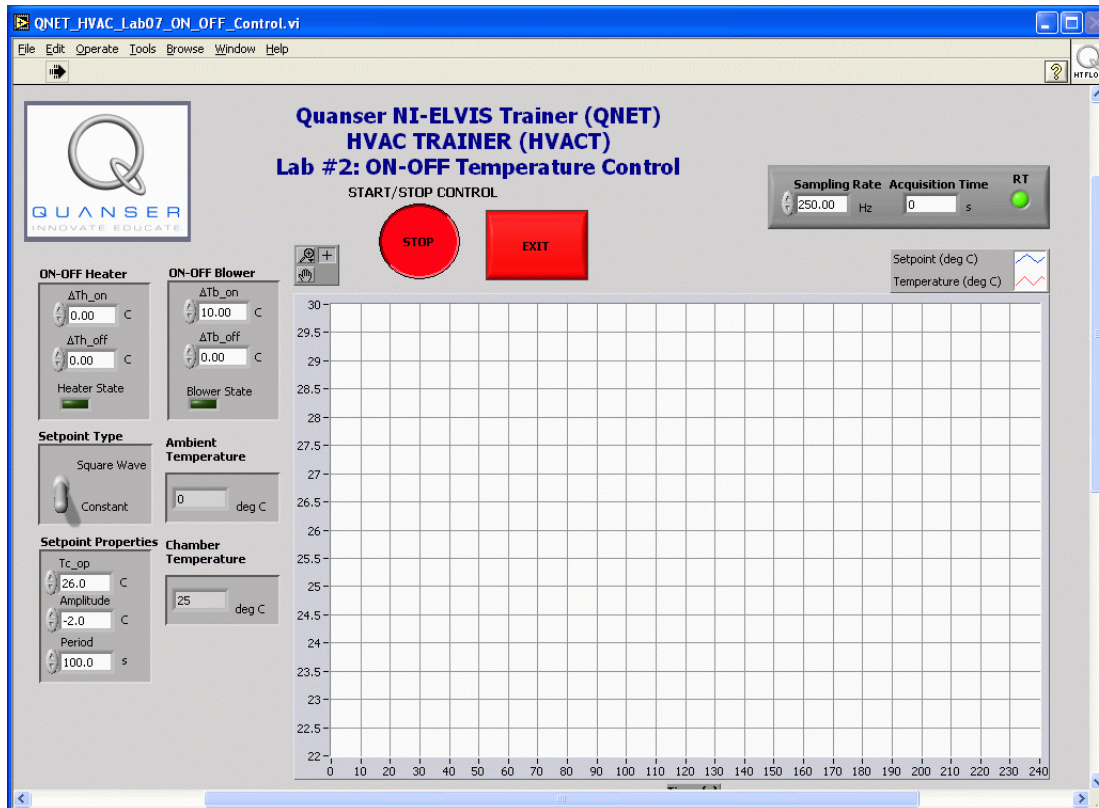 QNET_HVAC_Lab07_ON_OFF_Control.vi
File Edit Operate Tools Browse Window Help
HT FLO
QUANSER
INNOVATE. EDUCATE.
Quanser NI-ELVIS Trainer (QNET)
HVAC TRAINER (HVACT)
Lab #2: ON-OFF Temperature Control
START/STOP CONTROL
STOP
EXIT
Sampling Rate Acquisition Time RT
250.00 Hz 0 s
Setpoint (deg C)
Temperature (deg C)
ON-OFF Heater
ΔTh_on
0.00 C
ΔTh_off
0.00 C
Heater State
ON-OFF Blower
ΔTb_on
10.00 C
ΔTb_off
0.00 C
Blower State
Setpoint Type
Square Wave
Constant
Ambient
Temperature
0 deg C
Setpoint Properties
Tc_op
26.0 C
Amplitude
-2.0 C
Period
100.0 s
Chamber
Temperature
25 deg C
30
29.5
29
28.5
28
27.5
27
26.5
26
25.5
25
24.5
24
23.5
23
22.5
22
0 10 20 30 40 50 60 70 80 90 100 110 120 130 140 150 160 170 180 190 200 210 220 230 240